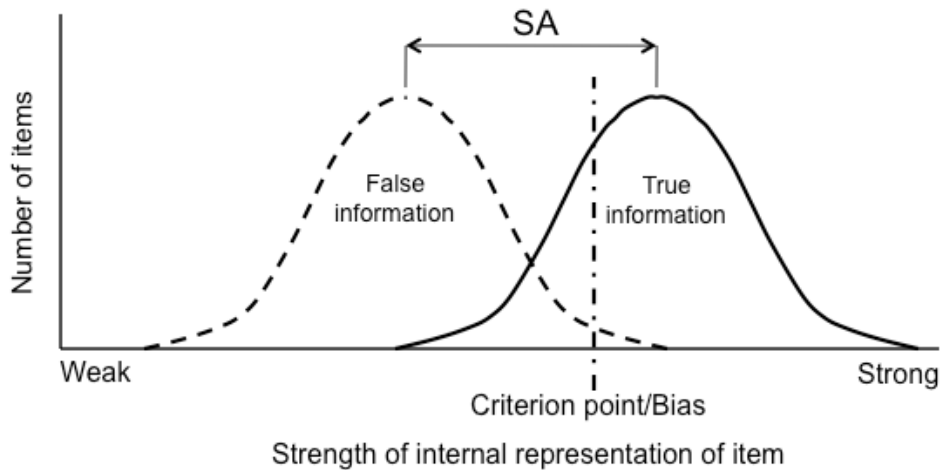 SA
Number of items
False
information
True
information
Weak
Strong
Criterion point/Bias
Strength of internal representation of item